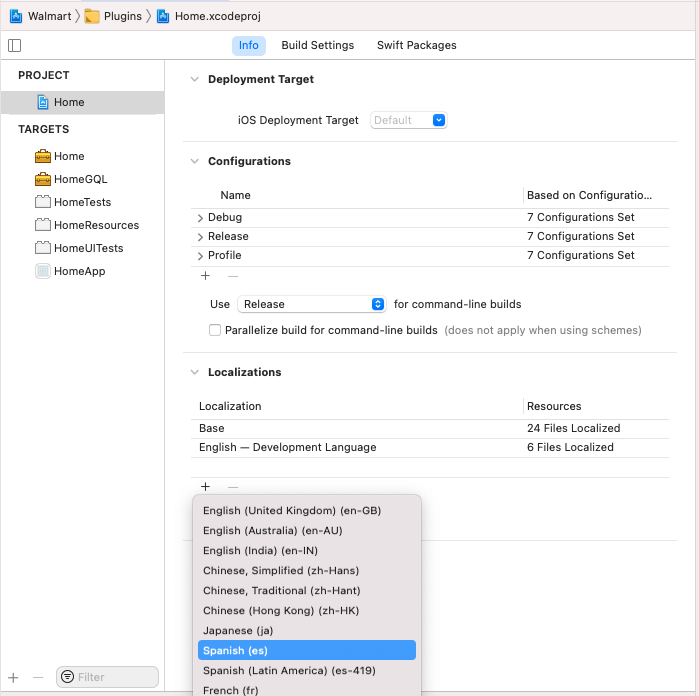 Walmart Plugins Home.xcodeproj
Info Build Settings Swift Packages
PROJECT
Home
TARGETS
Home
HomeGQL
HomeTests
HomeResources
HomeUITests
HomeApp
Filter
Deployment Target
iOS Deployment Target Default
Configurations
Name Based on Configuratio...
Debug 7 Configurations Set
Release 7 Configurations Set
Profile 7 Configurations Set
Use Release for command-line builds
Parallelize build for command-line builds (does not apply when using schemes)
Localizations
Localization Resources
Base 24 Files Localized
English — Development Language 6 Files Localized
English (United Kingdom) (en-GB)
English (Australia) (en-AU)
English (India) (en-IN)
Chinese, Simplified (zh-Hans)
Chinese, Traditional (zh-Hant)
Chinese (Hong Kong) (zh-HK)
Japanese (ja)
Spanish (es)
Spanish (Latin America) (es-419)
French (fr)